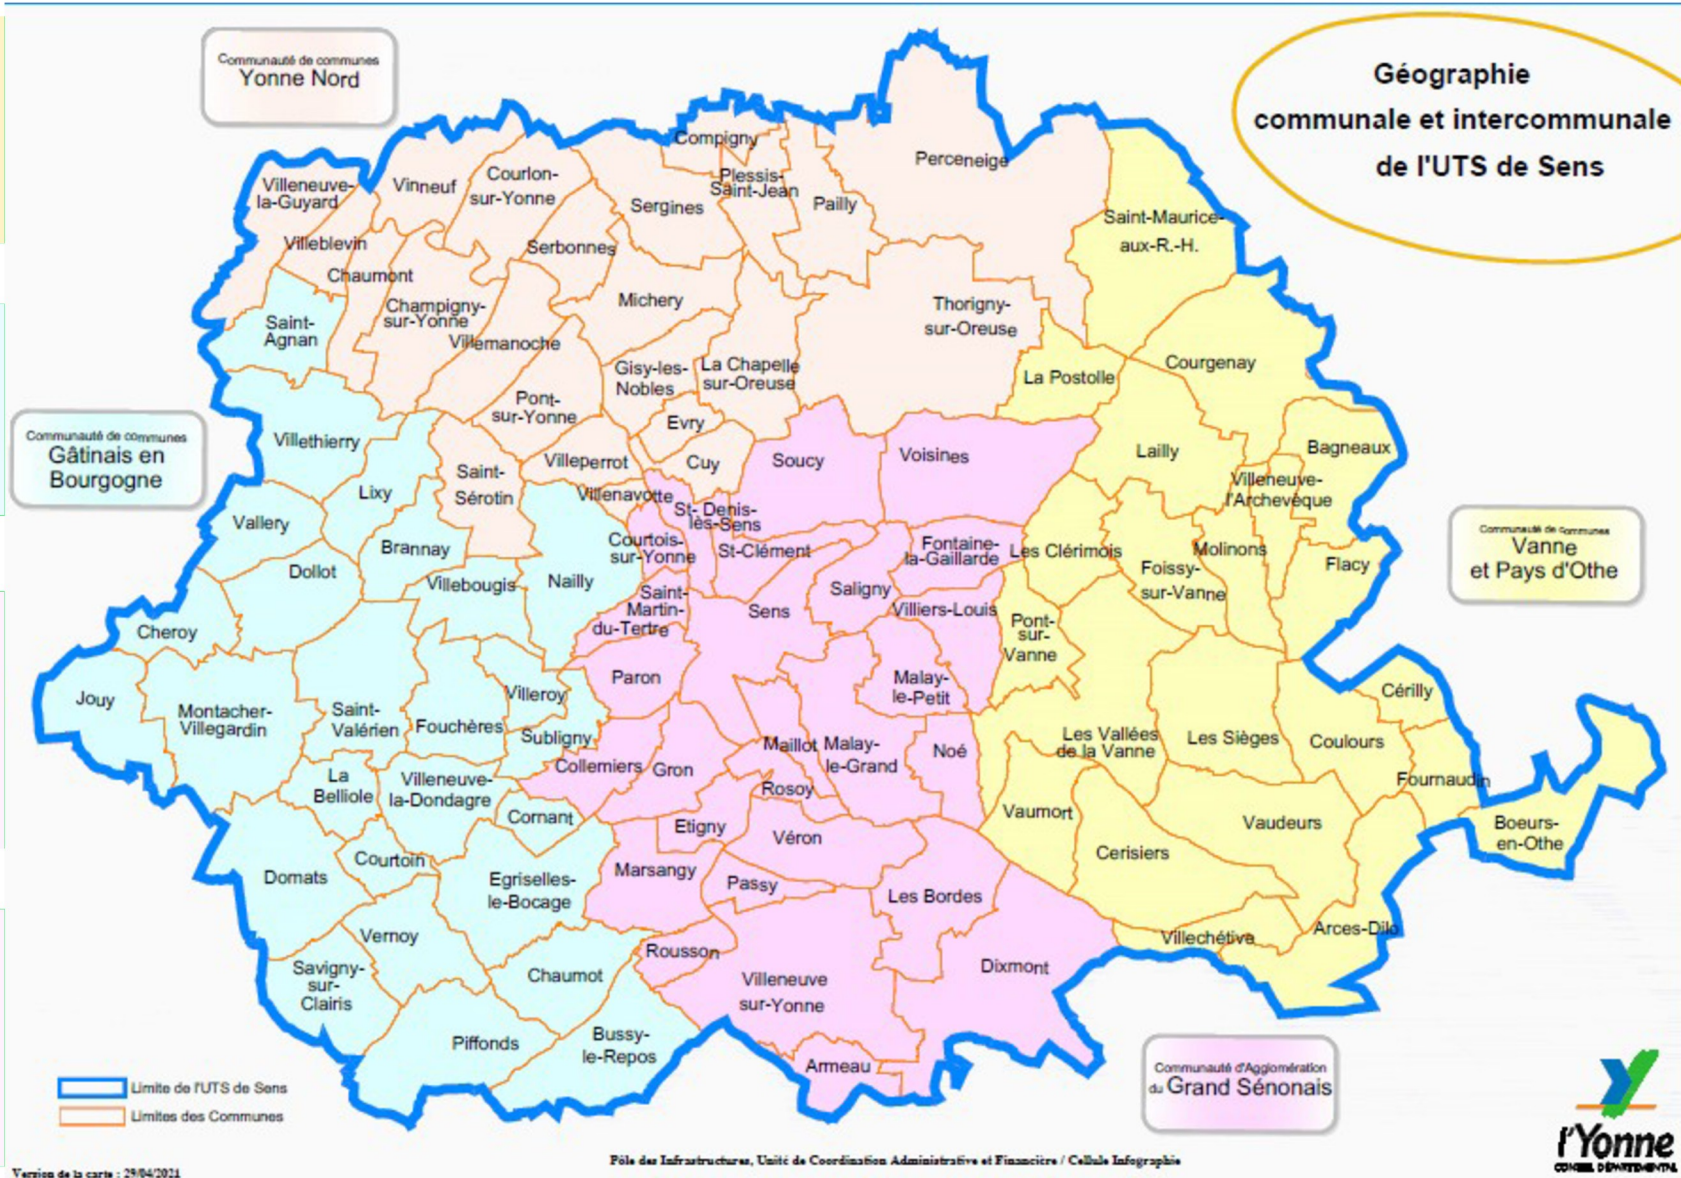 Géographie
communale et intercommunale
de l'UTS de Sens
Communauté de communes
Yonne Nord
Communauté de communes
Gâtinais en
Bourgogne
Communauté de communes
Vanne
et Pays d'Othe
Communauté d'Agglomération
du Grand Sénonais
Compigny
Perceneige
Villeneuve-
la-Guyard
Vinneuf
Courlon-
sur-Yonne
Sergines
Plessis-
Saint-Jean
Pailly
Saint-Maurice-
aux-R.-H.
Villeblevin
Serbonnes
Chaumont
Champigny-
sur-Yonne
Michery
Thorigny-
sur-Oreuse
Saint-
Agnan
Villemanoche
Gisy-les-
Nobles
La Chapelle
sur-Oreuse
La Postolle
Courgenay
Pont-
sur-Yonne
Evry
Villethierry
Villeperrot
Cuy
Soucy
Voisines
Lailly
Bagneaux
Lixy
Saint-
Sérotin
Villenavotte
St- Denis-
lès-Sens
Villeneuve-
l'Archevèque
Vallery
Brannay
Courtois-
sur-Yonne
St-Clément
Fontaine-
la-Gaillarde
Les Clérimois
Molinons
Flacy
Dollot
Villebougis
Nailly
Saligny
Foissy-
sur-Vanne
Saint-
Martin-
du-Tertre
Sens
Villiers-Louis
Pont-
sur-
Vanne
Cheroy
Paron
Malay-
le-Petit
Cérilly
Jouy
Montacher-
Villegardin
Saint-
Valérien
Fouchères
Villeroy
Subligny
Collemiers
Gron
Maillot
Malay-
le-Grand
Noé
Les Vallées
de la Vanne
Les Sièges
Coulours
La
Belliole
Villeneuve-
la-Dondagre
Rosoy
Fournaudin
Cornant
Etigny
Véron
Vaumort
Vaudeurs
Boeurs-
en-Othe
Courtoin
Cerisiers
Domats
Egriselles-
le-Bocage
Marsangy
Passy
Les Bordes
Vernoy
Rousson
Villechétive
Arces-Dilo
Savigny-
sur-
Clairis
Chaumot
Villeneuve
sur-Yonne
Dixmont
Piffonds
Bussy-
le-Repos
Armeau
Limite de l'UTS de Sens
Limites des Communes
l'Yonne
CONSEIL DÉPARTEMENTAL
Pôle des Infrastructures, Unité de Coordination Administrative et Financière / Cellule Infographie
Version de la carte : 29/04/2021